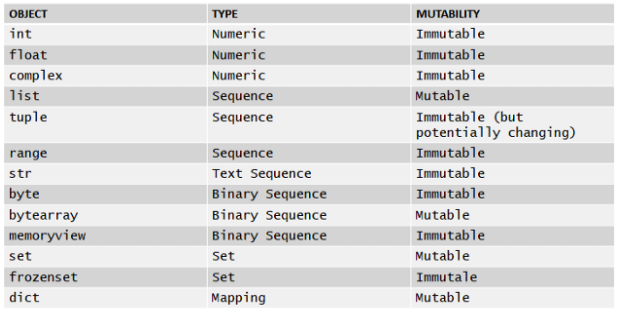 OBJECT TYPE MUTABILITY
int Numeric Immutable
float Numeric Immutable
complex Numeric Immutable
list Sequence Mutable
tuple Sequence Immutable (but
potentially changing)
range Sequence Immutable
str Text Sequence Immutable
byte Binary Sequence Immutable
bytearray Binary Sequence Mutable
memoryview Binary Sequence Immutable
set Set Mutable
frozenset Set Immutale
dict Mapping Mutable